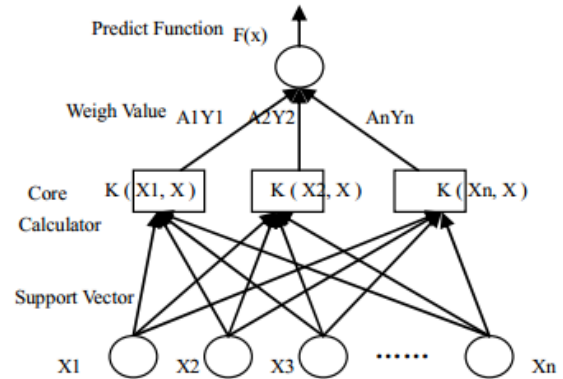 Predict Function F(x)
Weigh Value A1Y1 A2Y2 AnYn
Core K ( X1, X ) K ( X2, X ) K ( Xn, X )
Calculator
Support Vector
X1 X2 X3 ······ Xn